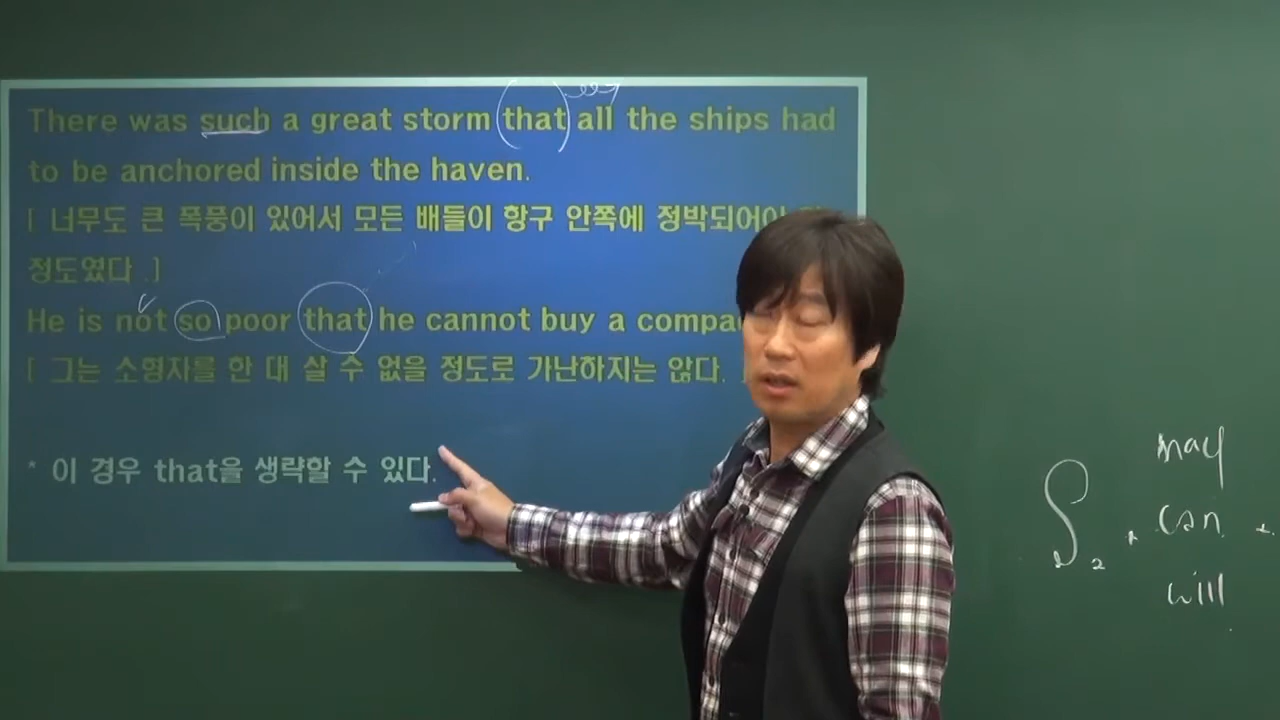 There was such a great storm that all the ships had
to be anchored inside the haven.
[ 너무도 큰 폭풍이 있어서 모든 배들이 항구 안쪽에 정박되어야
정도였다 .]
He is not so poor that he cannot buy a
[ 그는 소형차를 한 대 살 수 없을 정도로 가난하지는 않다.
* 이 경우 that을 생략할 수 있다.
may
S₂ + can +
will